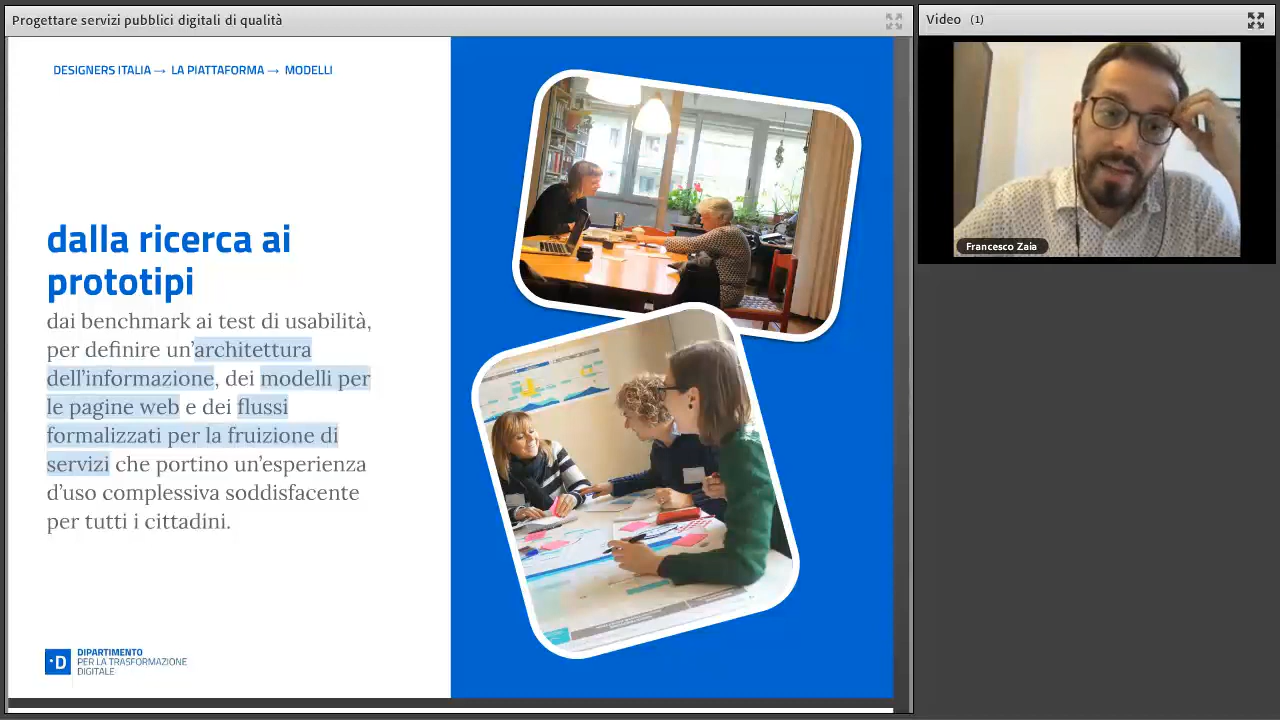 Progettare servizi pubblici digitali di qualità
Video (1)
DESIGNERS ITALIA → LA PIATTAFORMA → MODELLI
dalla ricerca ai
prototipi
dai benchmark ai test di usabilità,
per definire un’architettura
dell’informazione, dei modelli per
le pagine web e dei flussi
formalizzati per la fruizione di
servizi che portino un’esperienza
d’uso complessiva soddisfacente
per tutti i cittadini.
·D
DIPARTIMENTO
PER LA TRASFORMAZIONE
DIGITALE
Francesco Zaia